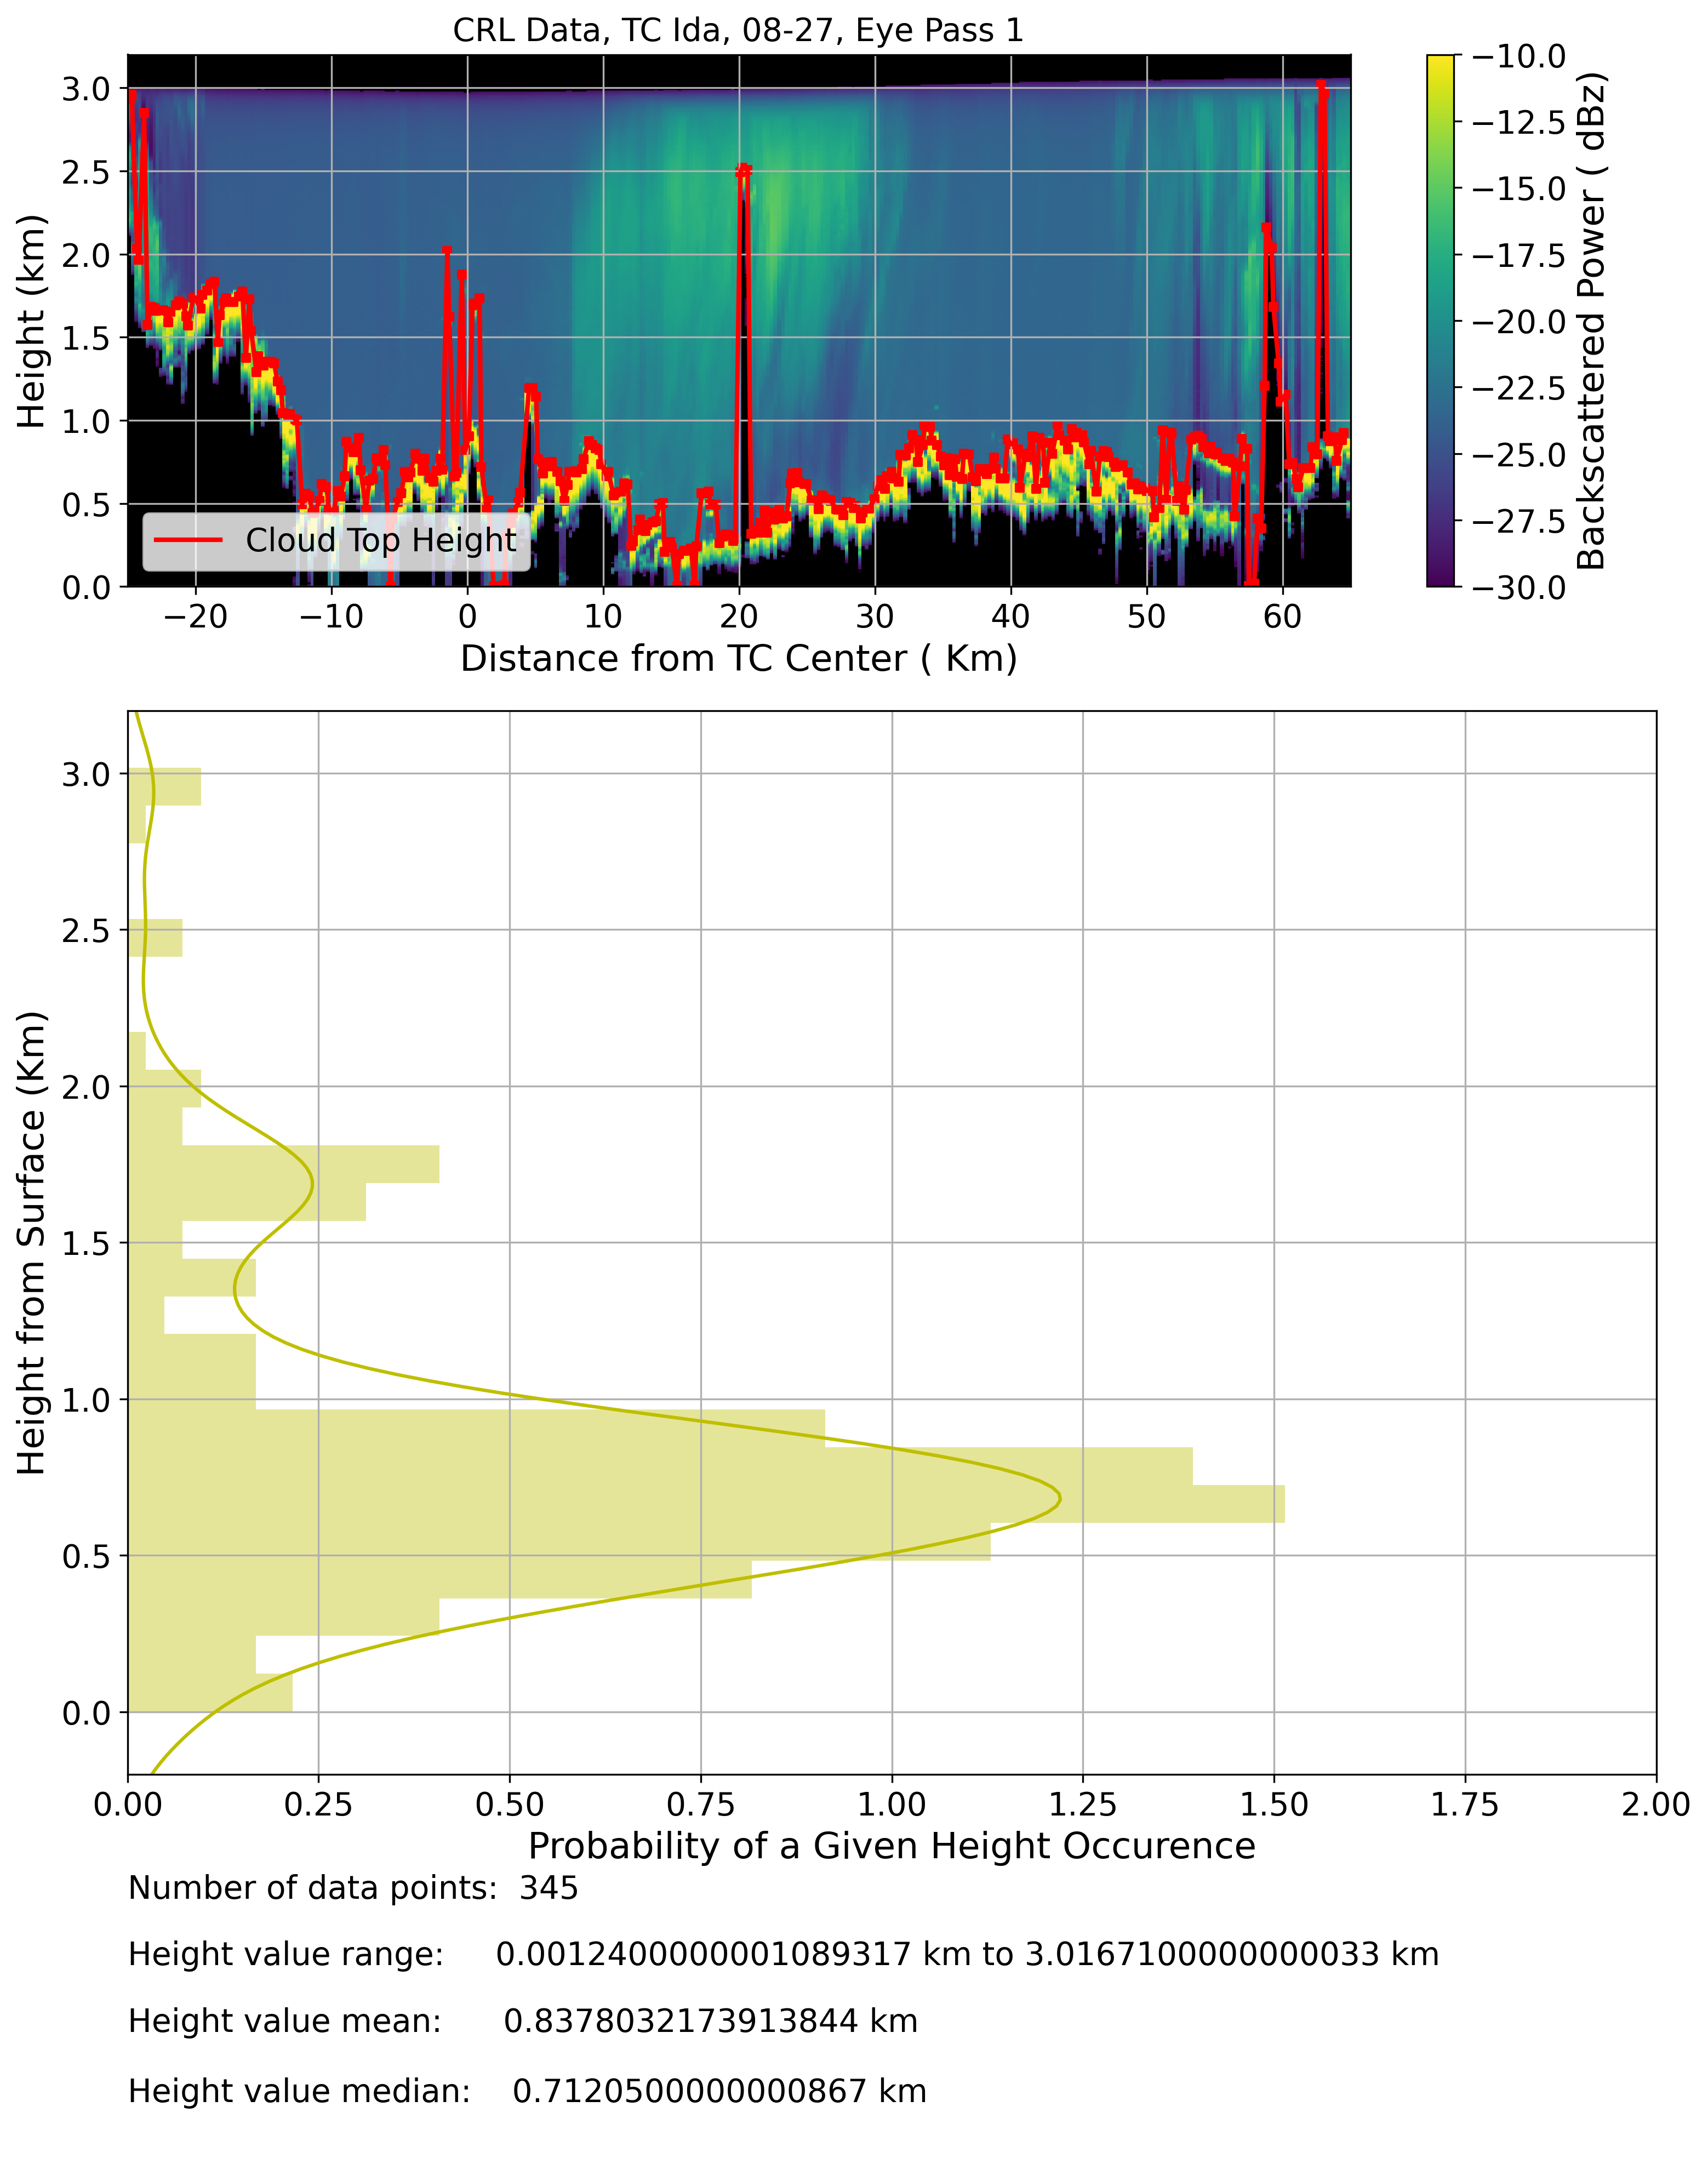 CRL Data, TC Ida, 08-27, Eye Pass 1
Height (km)
3.0
2.5
2.0
1.5
1.0
0.5
0.0
Cloud Top Height
−20 −10 0 10 20 30 40 50 60
Distance from TC Center ( Km)
−10.0
−12.5
−15.0
−17.5
−20.0
−22.5
−25.0
−27.5
−30.0
Backscattered Power ( dBz)
Height from Surface (Km)
3.0
2.5
2.0
1.5
1.0
0.5
0.0
0.00 0.25 0.50 0.75 1.00 1.25 1.50 1.75 2.00
Probability of a Given Height Occurence
Number of data points: 345
Height value range: 0.0012400000001089317 km to 3.0167100000000033 km
Height value mean: 0.8378032173913844 km
Height value median: 0.7120500000000867 km